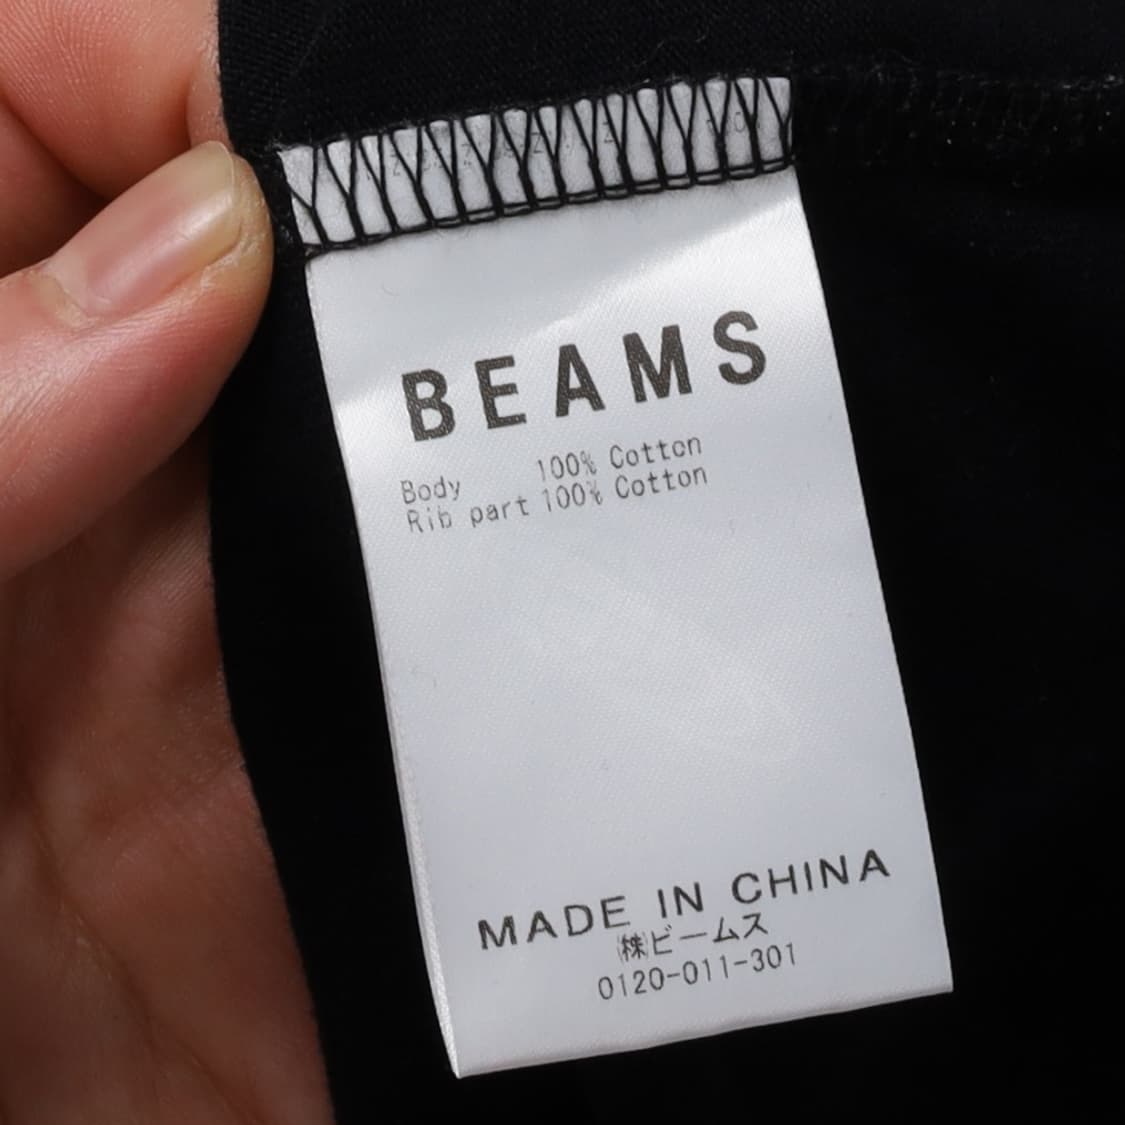 BEAMS
Body 100% Cotton
Rib part 100% Cotton
MADE IN CHINA
㈱ビームス
0120-011-301